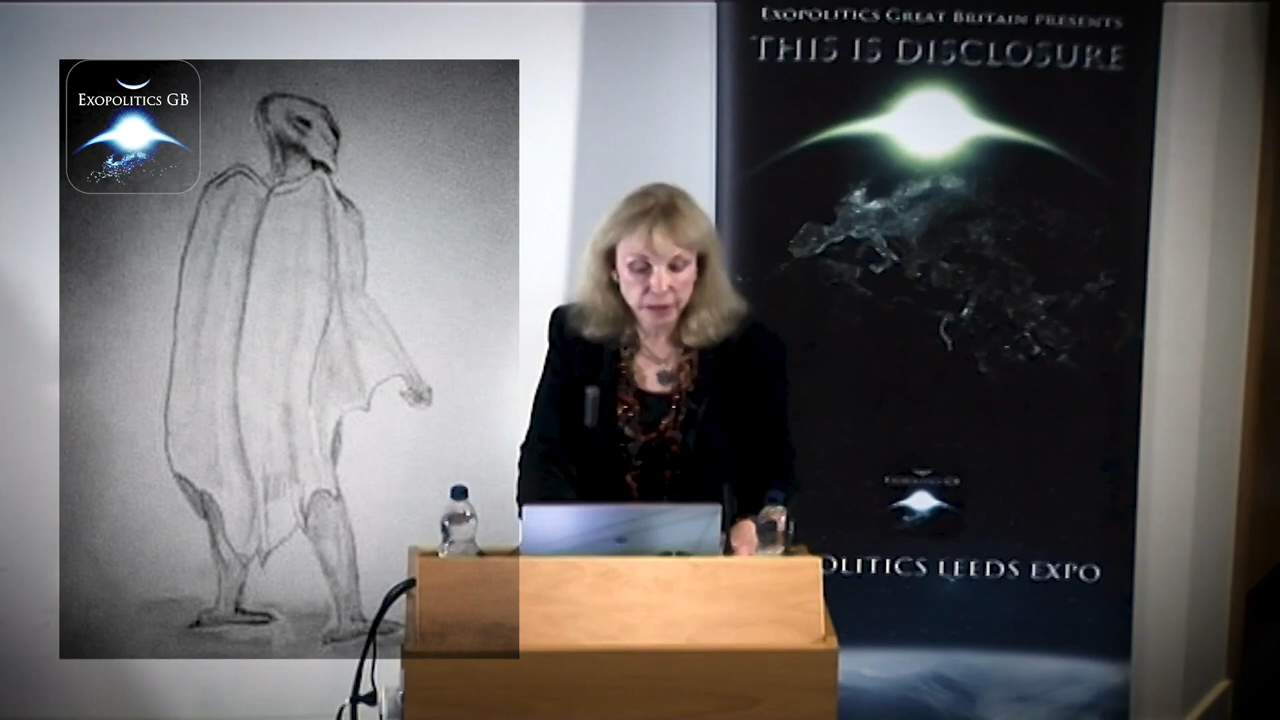 EXOPOLITICS GB
EXOPOLITICS GREAT BRITAIN PRESENTS
THIS IS DISCLOSURE
EXOPOLITICS GB
OLITICS LEEDS EXPO